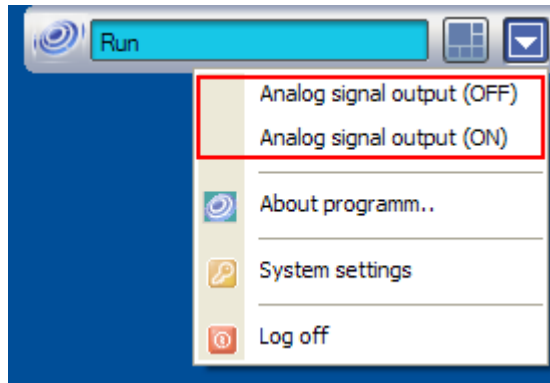 Run
Analog signal output (OFF)
Analog signal output (ON)
About programm..
System settings
Log off